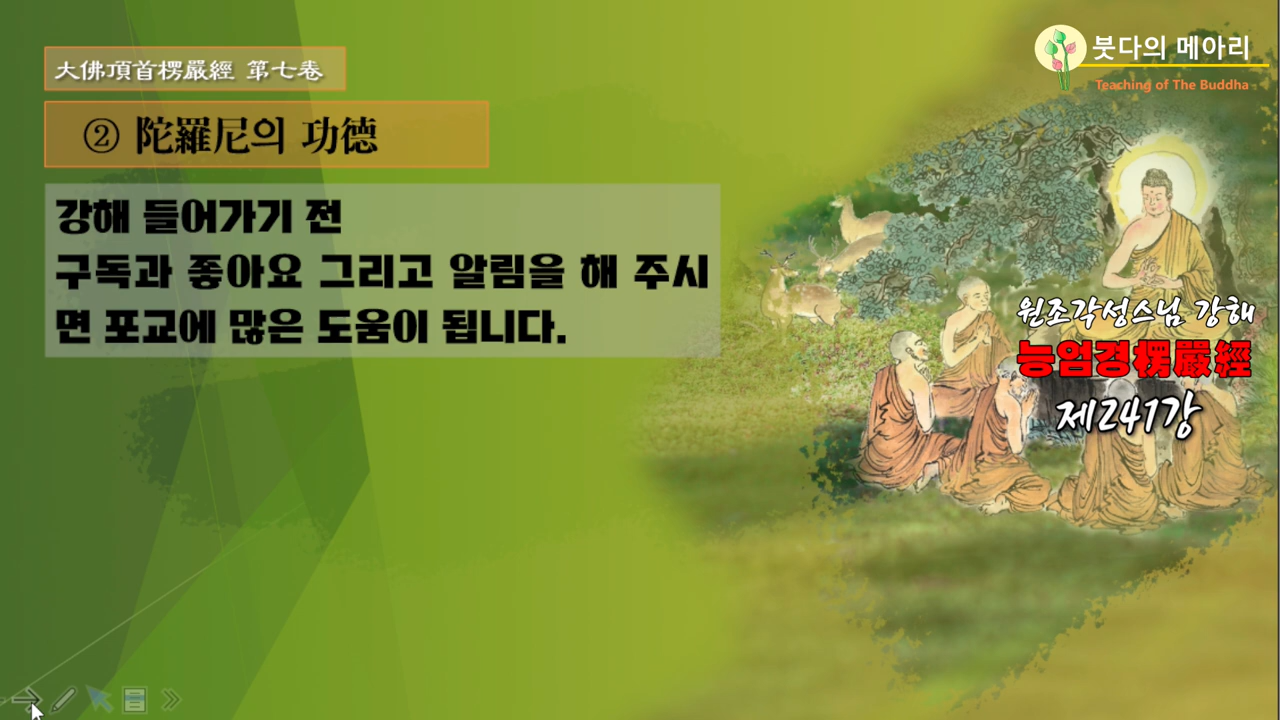 大佛頂首楞嚴經 第七卷
② 陀羅尼의 功德
강해 들어가기 전
구독과 좋아요 그리고 알림을 해 주시
면 포교에 많은 도움이 됩니다.
붓다의 메아리
Teaching of The Buddha
원조각성스님 강해
능엄경楞嚴經
제241강